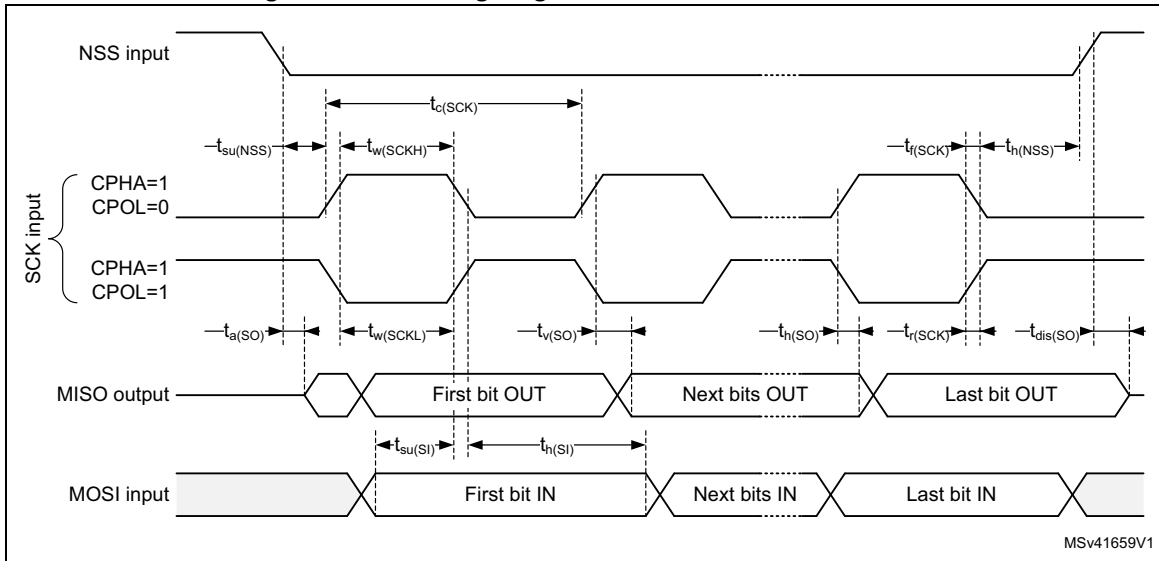 NSS input
tc(SCK)
tsu(NSS) tw(SCKH) tf(SCK) th(NSS)
CPHA=1
CPOL=0
SCK input
CPHA=1
CPOL=1
ta(SO) tw(SCKL) tv(SO) th(SO) tr(SCK) tdis(SO)
MISO output First bit OUT Next bits OUT Last bit OUT
tsu(SI) th(SI)
MOSI input First bit IN Next bits IN Last bit IN
MSv41659V1